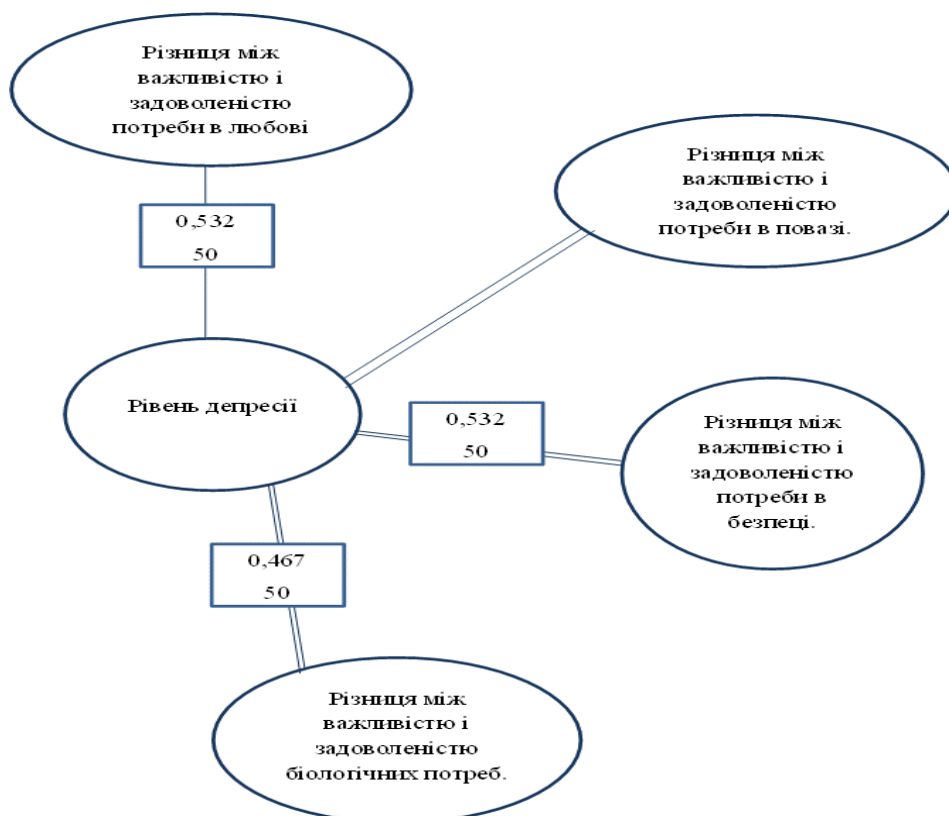 Різниця між
важливістю і
задоволеністю
потреби в любові
0,532
50
Різниця між
важливістю і
задоволеністю
потреби в повазі.
Рівень депресії
0,532
50
Різниця між
важливістю і
задоволеністю
потреби в
безпеці.
0,467
50
Різниця між
важливістю і
задоволеністю
біологічних потреб.